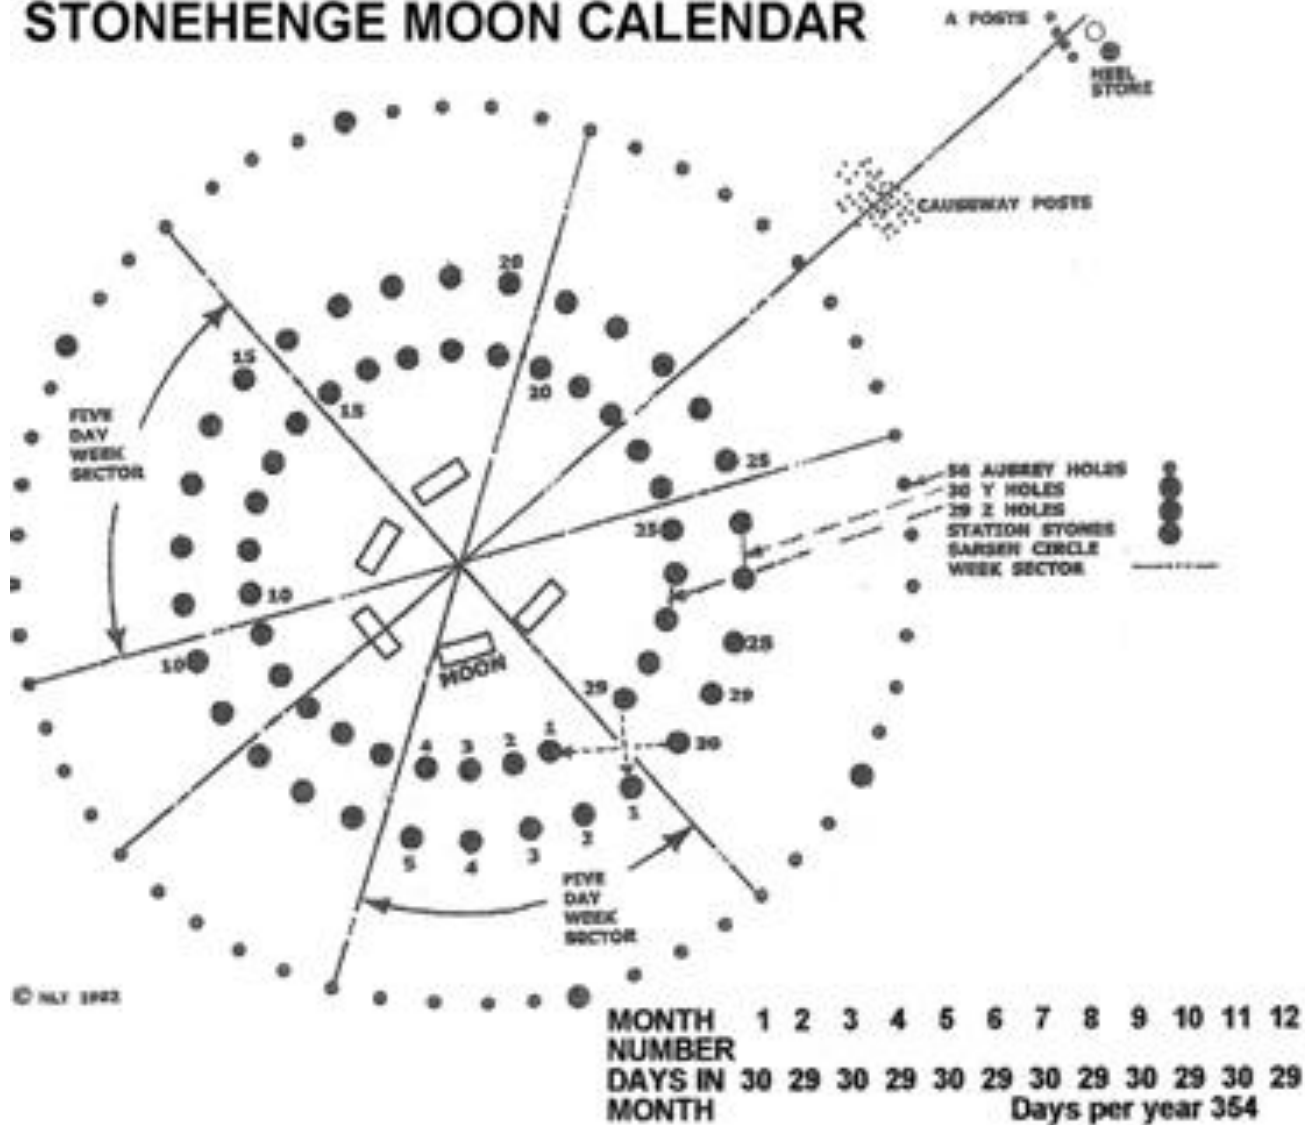 STONEHENGE MOON CALENDAR
A POSTS
HEEL
STONE
CAUSEWAY POSTS
20
15
15
20
FIVE
DAY
WEEK
SECTOR
25
56 AUBREY HOLES
30 Y HOLES
29 Z HOLES
STATION STONES
SARSEN CIRCLE
WEEK SECTOR
25
10
10
MOON
28
29
29
30
4 3 2 1
5 4 3 2 1
FIVE
DAY
WEEK
SECTOR
© NLT
MONTH 1 2 3 4 5 6 7 8 9 10 11 12
NUMBER
DAYS IN 30 29 30 29 30 29 30 29 30 29 30 29
MONTH Days per year 354